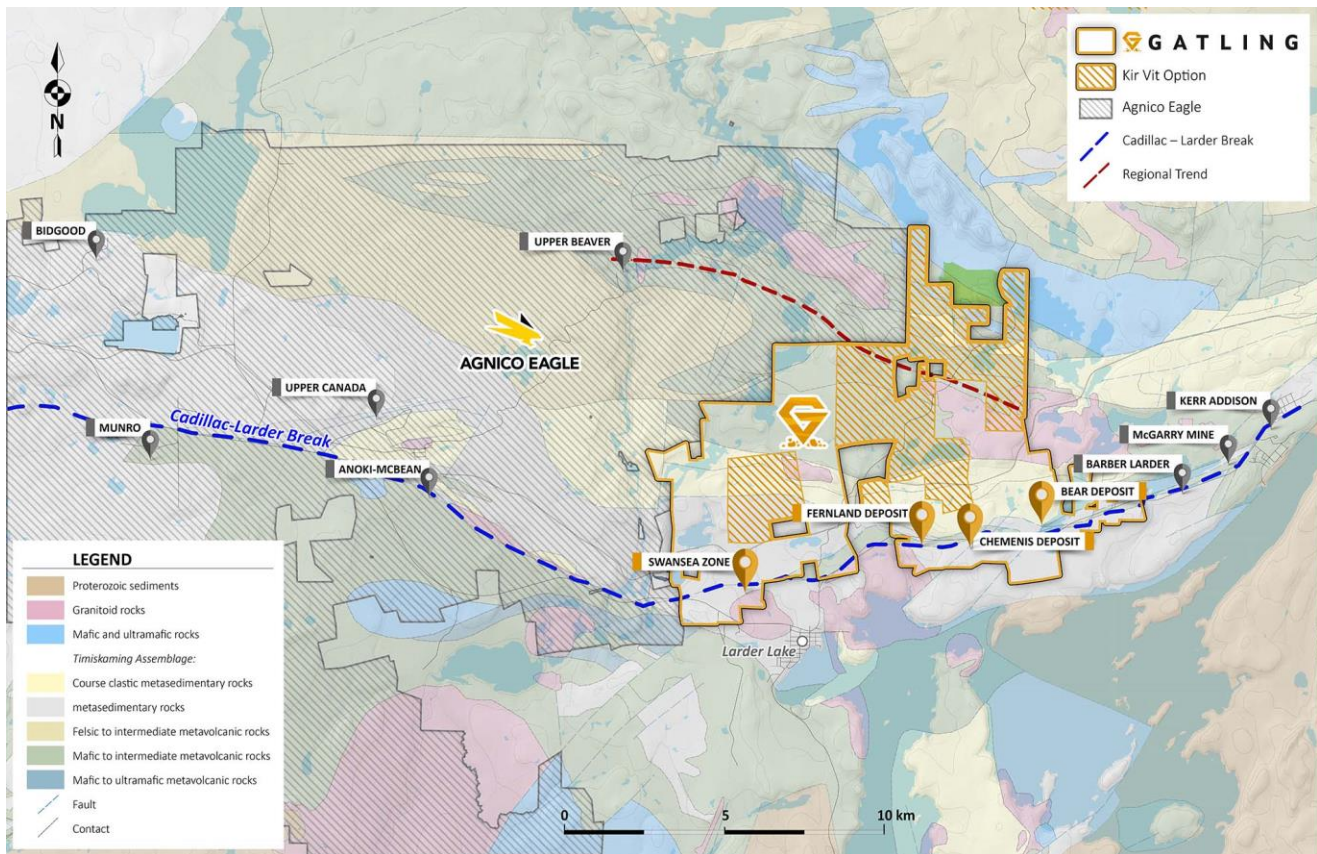 GATLING
Kir Vit Option
Agnico Eagle
Cadillac – Larder Break
Regional Trend
N
BIDGOOD
UPPER BEAVER
AGNICO EAGLE
UPPER CANADA
KERR ADDISON
MUNRO
Cadillac-Larder Break
McGARRY MINE
ANOKI-MCBEAN
BARBER LARDER
BEAR DEPOSIT
FERNLAND DEPOSIT
CHEMENIS DEPOSIT
SWANSEA ZONE
Larder Lake
LEGEND
Proterozoic sediments
Granitoid rocks
Mafic and ultramafic rocks
Timiskaming Assemblage:
Course clastic metasedimentary rocks
metasedimentary rocks
Felsic to intermediate metavolcanic rocks
Mafic to intermediate metavolcanic rocks
Mafic to ultramafic metavolcanic rocks
Fault
Contact
0 5 10 km